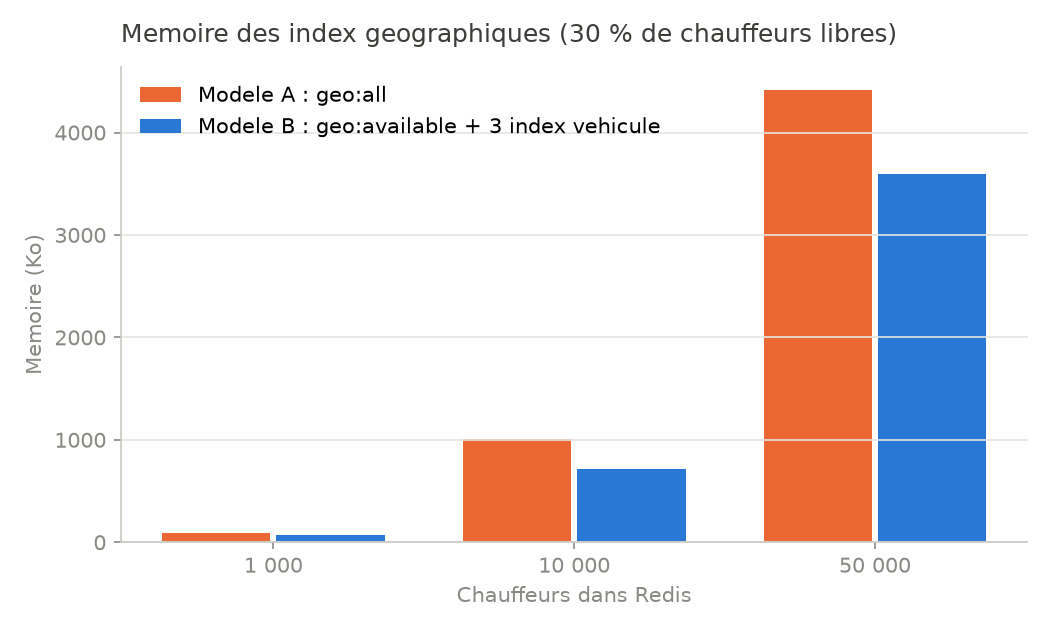 Memoire des index geographiques (30 % de chauffeurs libres)
Modele A : geo:all
Modele B : geo:available + 3 index vehicule
Memoire (Ko)
4000
3000
2000
1000
0
1 000
10 000
50 000
Chauffeurs dans Redis